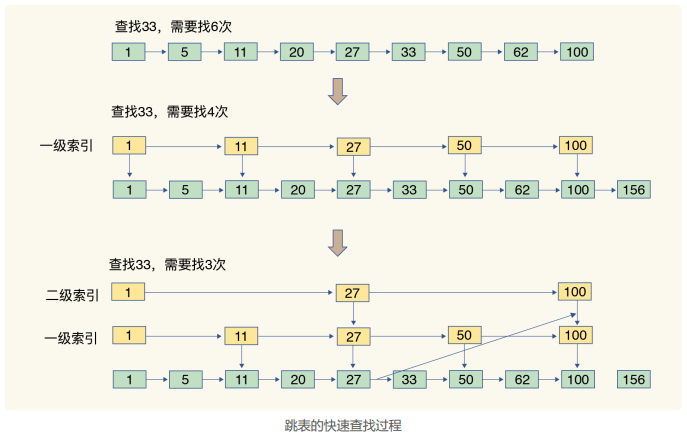 查找33，需要找6次
1 5 11 20 27 33 50 62 100
查找33，需要找4次
一级索引 1 11 27 50 100
1 5 11 20 27 33 50 62 100 156
查找33，需要找3次
二级索引 1 27 100
一级索引 1 11 27 50 100
1 5 11 20 27 33 50 62 100 156
跳表的快速查找过程